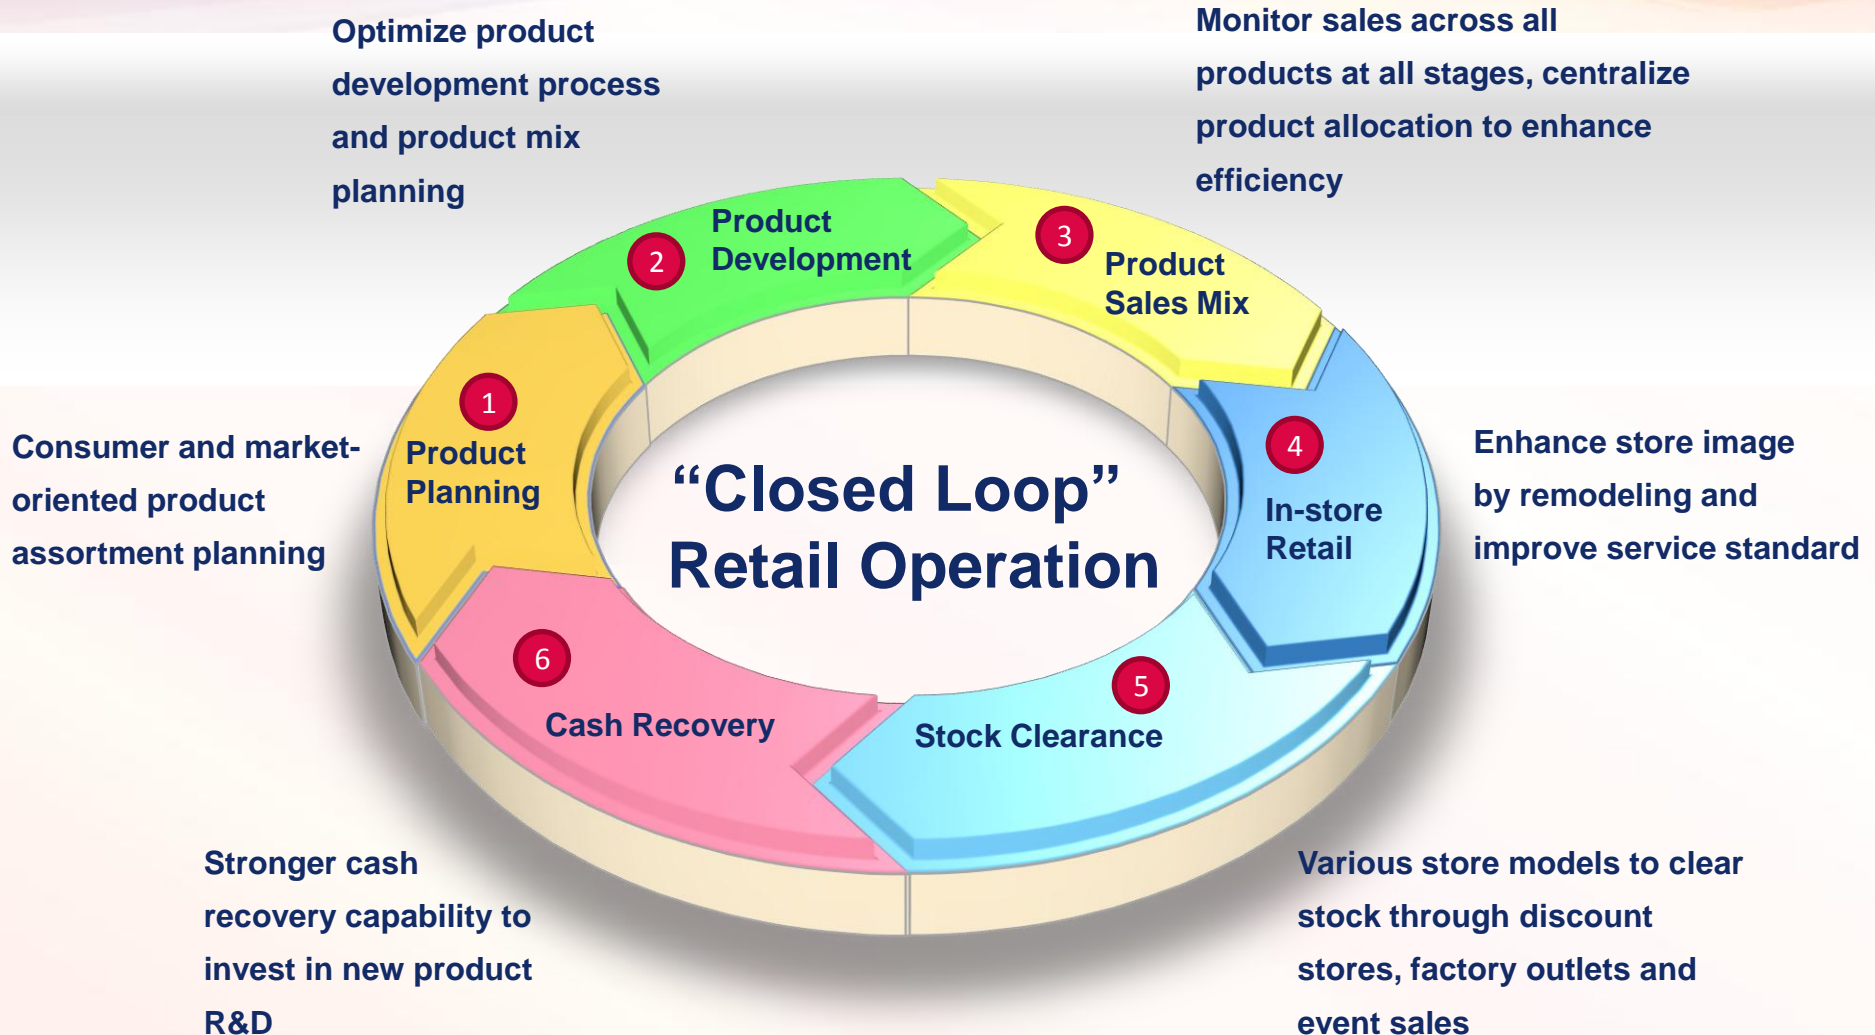 Optimize product
development process
and product mix
planning
Monitor sales across all
products at all stages, centralize
product allocation to enhance
efficiency
2
Product
Development
3
Product
Sales Mix
1
Product
Planning
Consumer and market-
oriented product
assortment planning
“Closed Loop”
Retail Operation
4
In-store
Retail
Enhance store image
by remodeling and
improve service standard
6
Cash Recovery
5
Stock Clearance
Stronger cash
recovery capability to
invest in new product
R&D
Various store models to clear
stock through discount
stores, factory outlets and
event sales